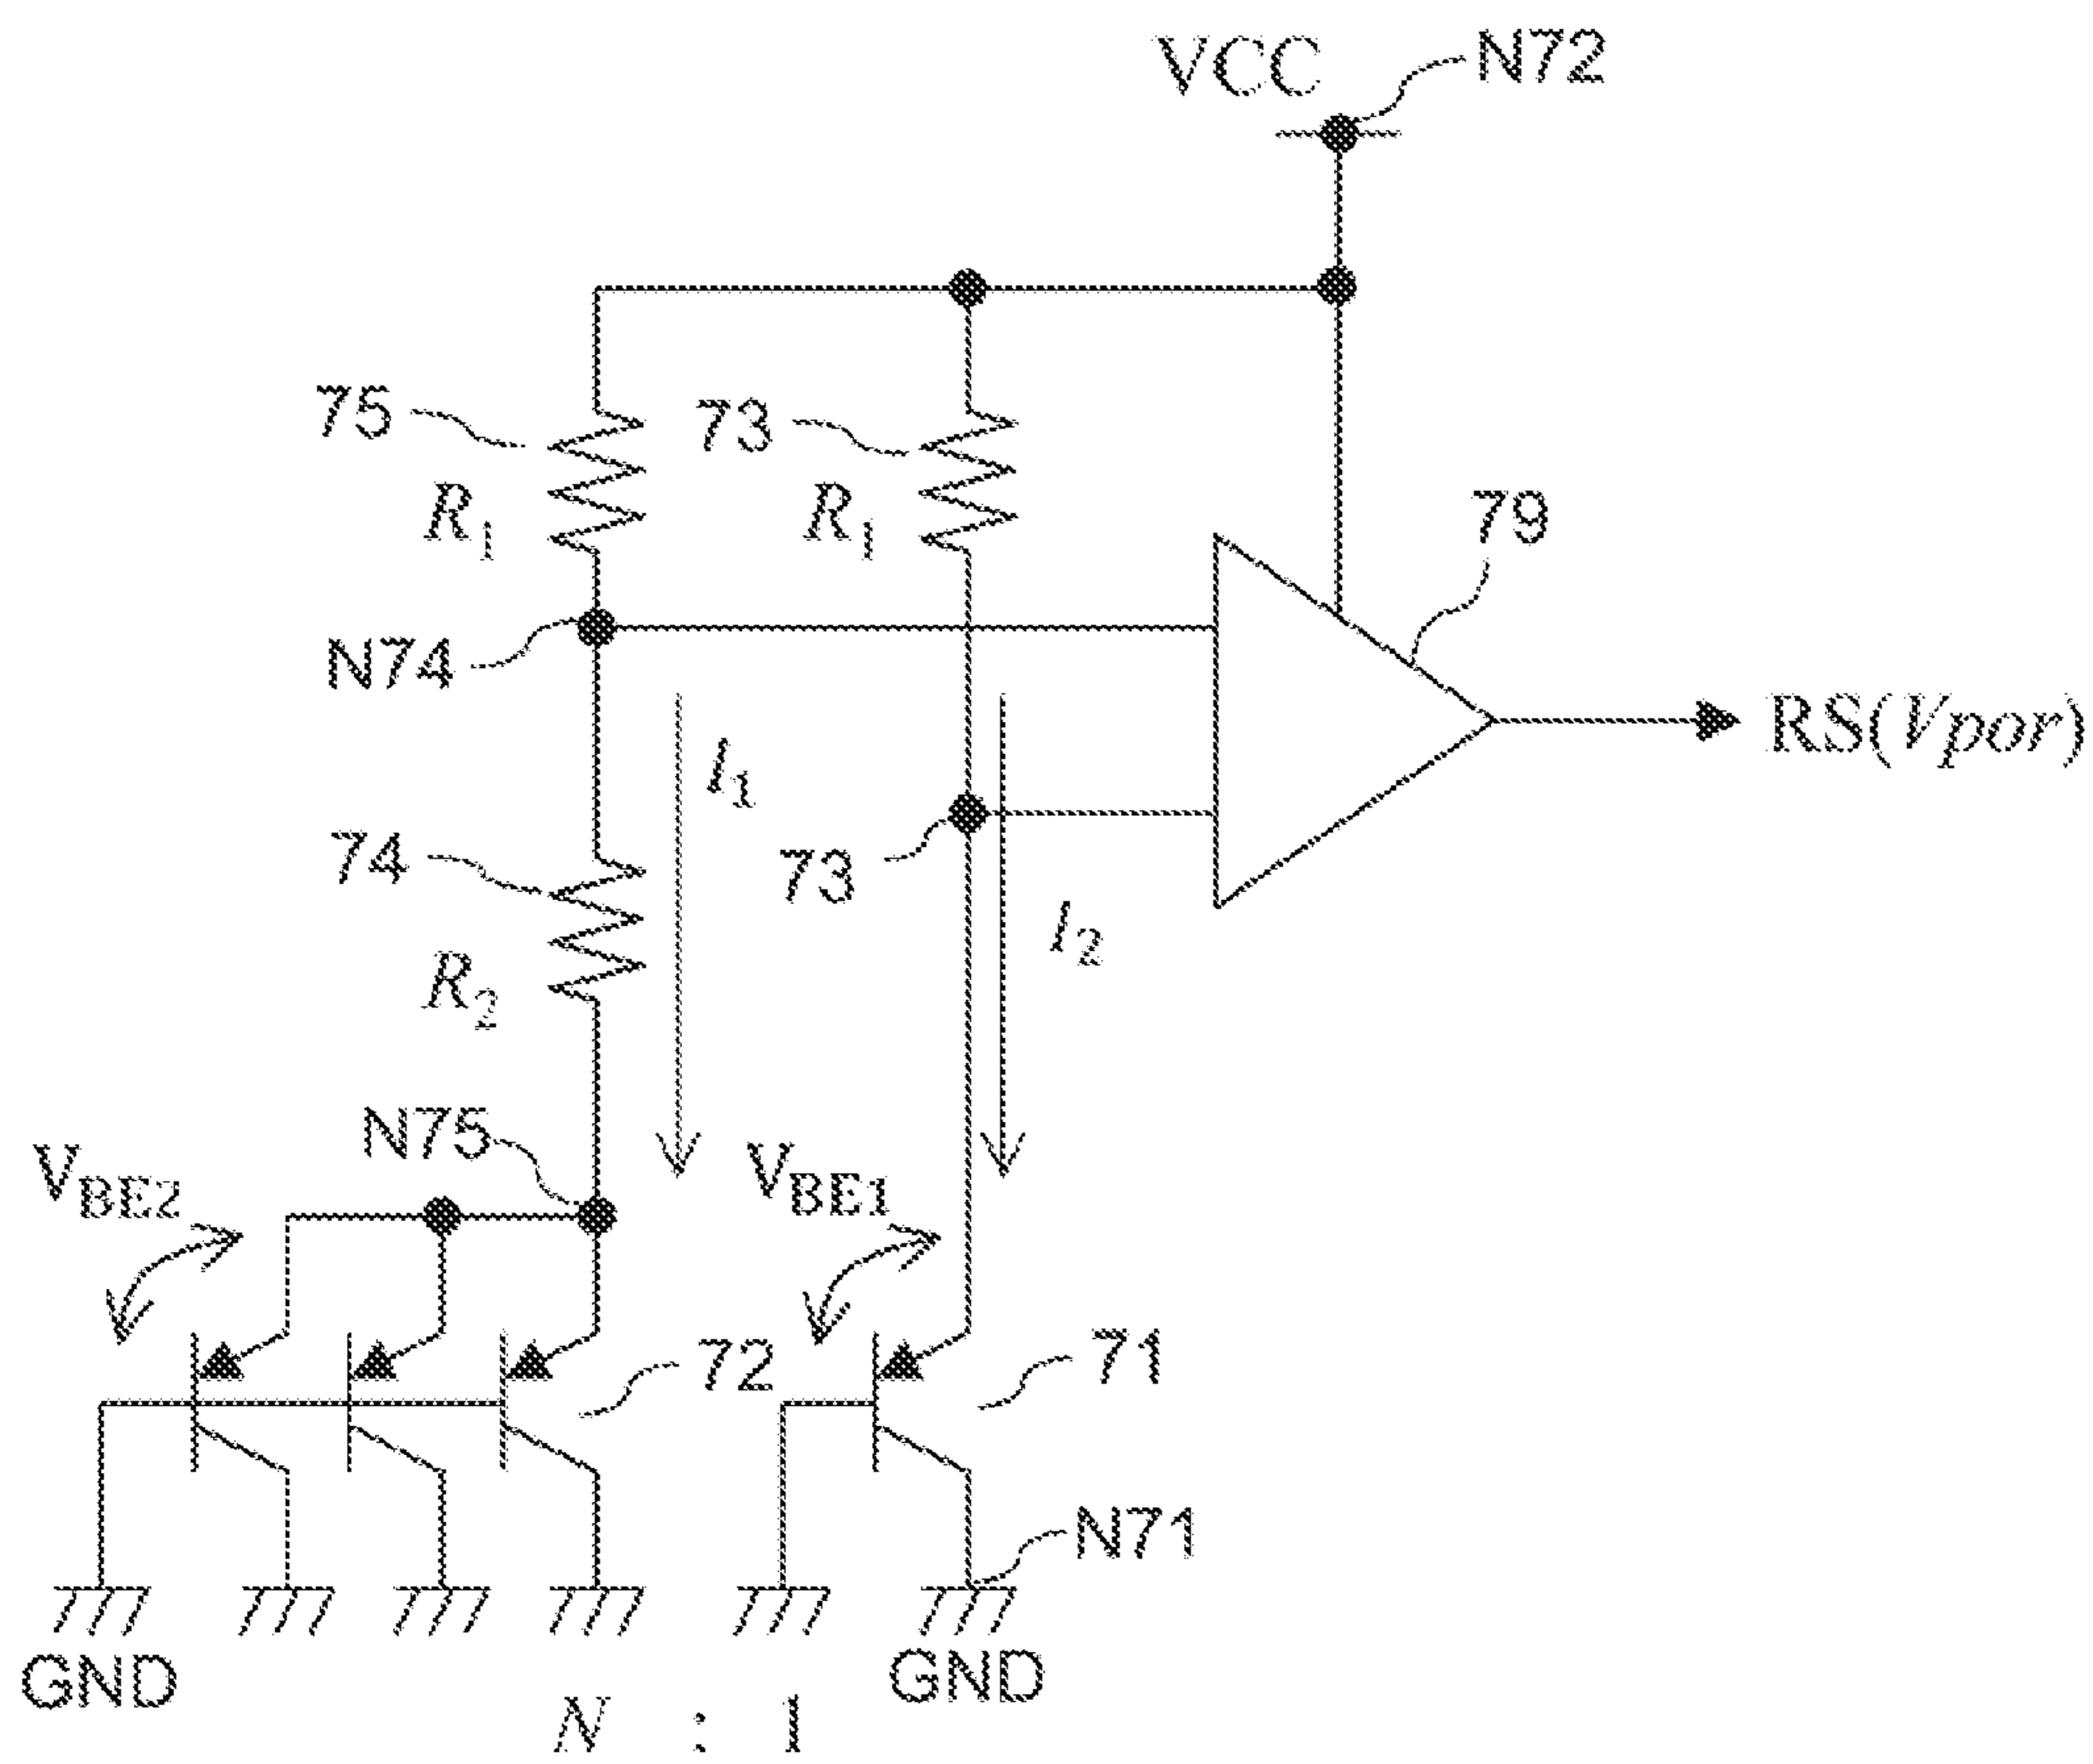 VCC
N72
75
73
R1
R1
79
N74
RS(Vpor)
I1
74
73
I2
R2
N75
VBE2
VBE1
72
71
N71
GND
GND
N : 1